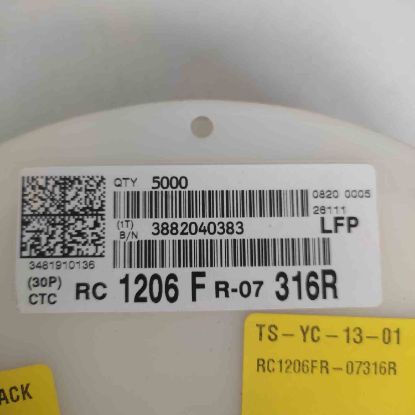 QTY 5000
0820 0005
(1T)
B/N 3882040383
28111
LFP
3481910136
(30P)
CTC RC 1206 F R-07 316R
TS-YC-13-01
RC1206FR-07316R
ACK